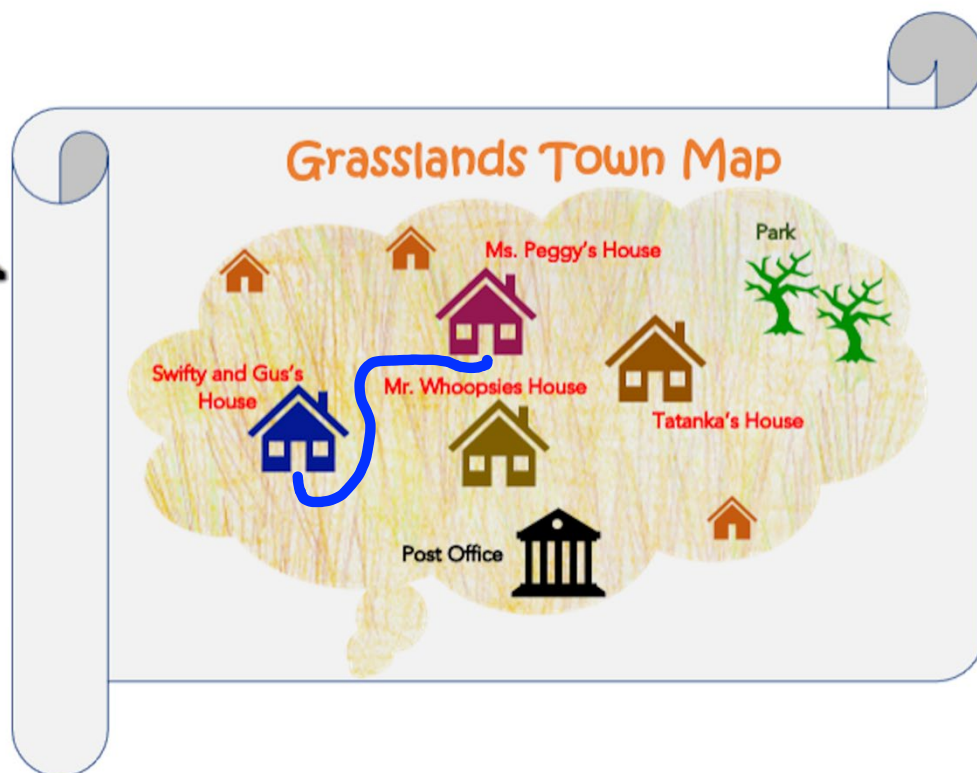 Grasslands Town Map
Park
Ms. Peggy's House
Swifty and Gus's
House
Mr. Whoopsies House
Tatanka's House
Post Office